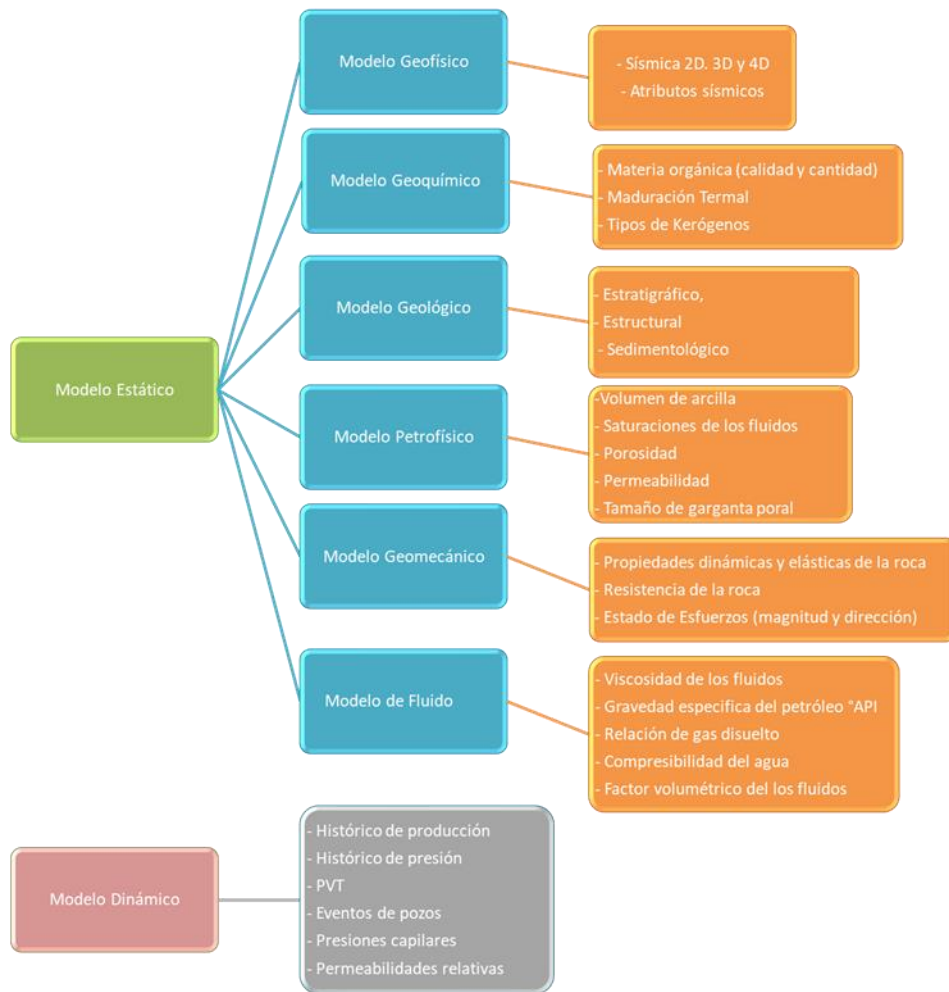 Modelo Estático
Modelo Geofísico
- Sísmica 2D. 3D y 4D
- Atributos sísmicos
Modelo Geoquímico
- Materia orgánica (calidad y cantidad)
- Maduración Termal
- Tipos de Kerógenos
Modelo Geológico
- Estratigráfico,
- Estructural
- Sedimentológico
Modelo Petrofísico
-Volumen de arcilla
- Saturaciones de los fluidos
- Porosidad
- Permeabilidad
- Tamaño de garganta poral
Modelo Geomecánico
- Propiedades dinámicas y elásticas de la roca
- Resistencia de la roca
- Estado de Esfuerzos (magnitud y dirección)
Modelo de Fluido
- Viscosidad de los fluidos
- Gravedad especifica del petróleo °API
- Relación de gas disuelto
- Compresibilidad del agua
- Factor volumétrico del los fluidos
Modelo Dinámico
- Histórico de producción
- Histórico de presión
- PVT
- Eventos de pozos
- Presiones capilares
- Permeabilidades relativas